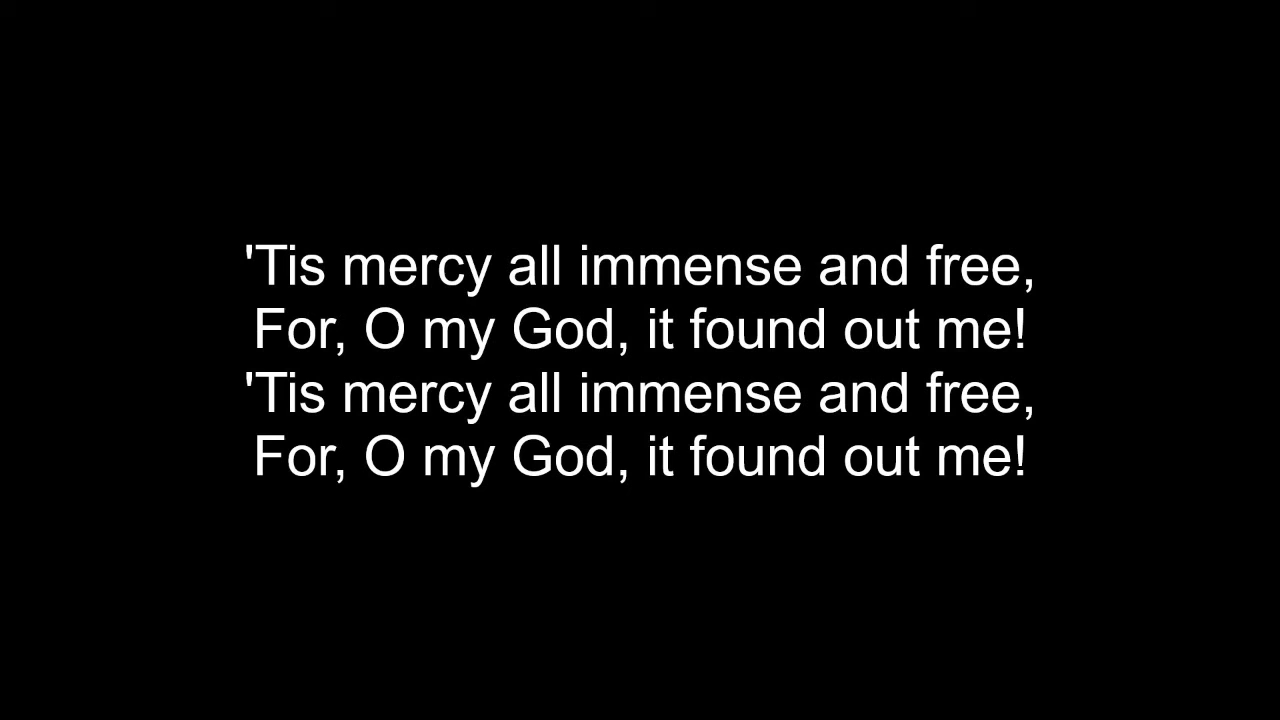 'Tis mercy all immense and free,
For, O my God, it found out me!
'Tis mercy all immense and free,
For, O my God, it found out me!